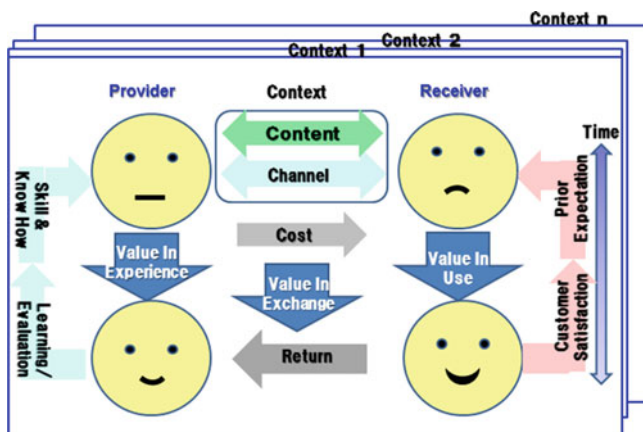 Context n
Context 2
Context 1
Provider
Context
Receiver
Content
Channel
Time
Skill &
Know How
Prior
Expectation
Cost
Value In
Experience
Value In
Exchange
Value In
Use
Learning/
Evaluation
Return
Customer
Satisfaction